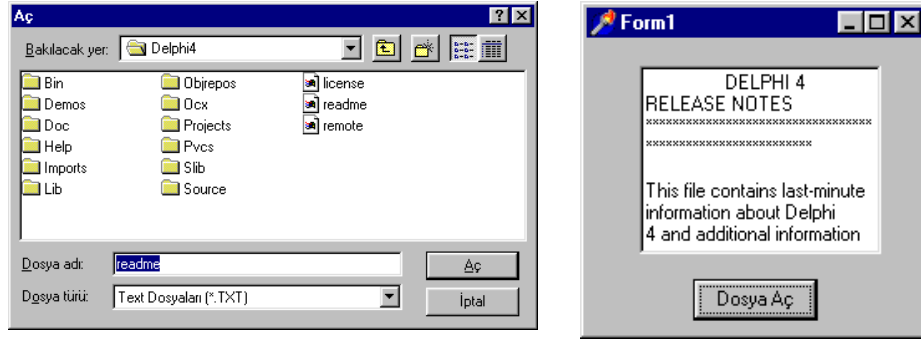 Aç
Bakılacak yer: Delphi4
Bin
Demos
Doc
Help
Imports
Lib
Objrepos
Ocx
Projects
Pvcs
Slib
Source
license
readme
remote
Dosya adı: readme
Aç
Dosya türü: Text Dosyaları (*.TXT)
İptal
Form1
DELPHI 4
RELEASE NOTES
××××××××××××××××××××××××××××××××××
×××××××××××××××××××××××××
This file contains last-minute
information about Delphi
4 and additional information
Dosya Aç